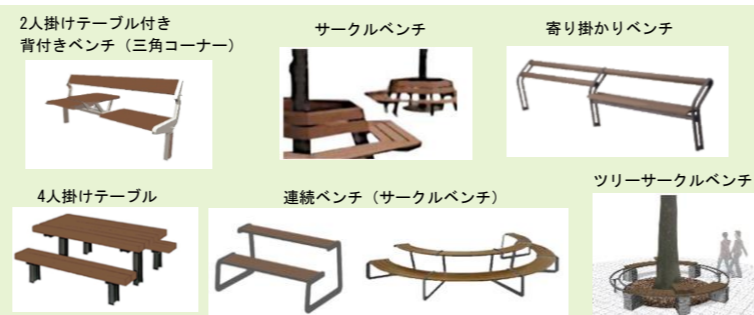 2人掛けテーブル付き
背付きベンチ（三角コーナー）
サークルベンチ
寄り掛かりベンチ
4人掛けテーブル
連続ベンチ（サークルベンチ）
ツリーサークルベンチ